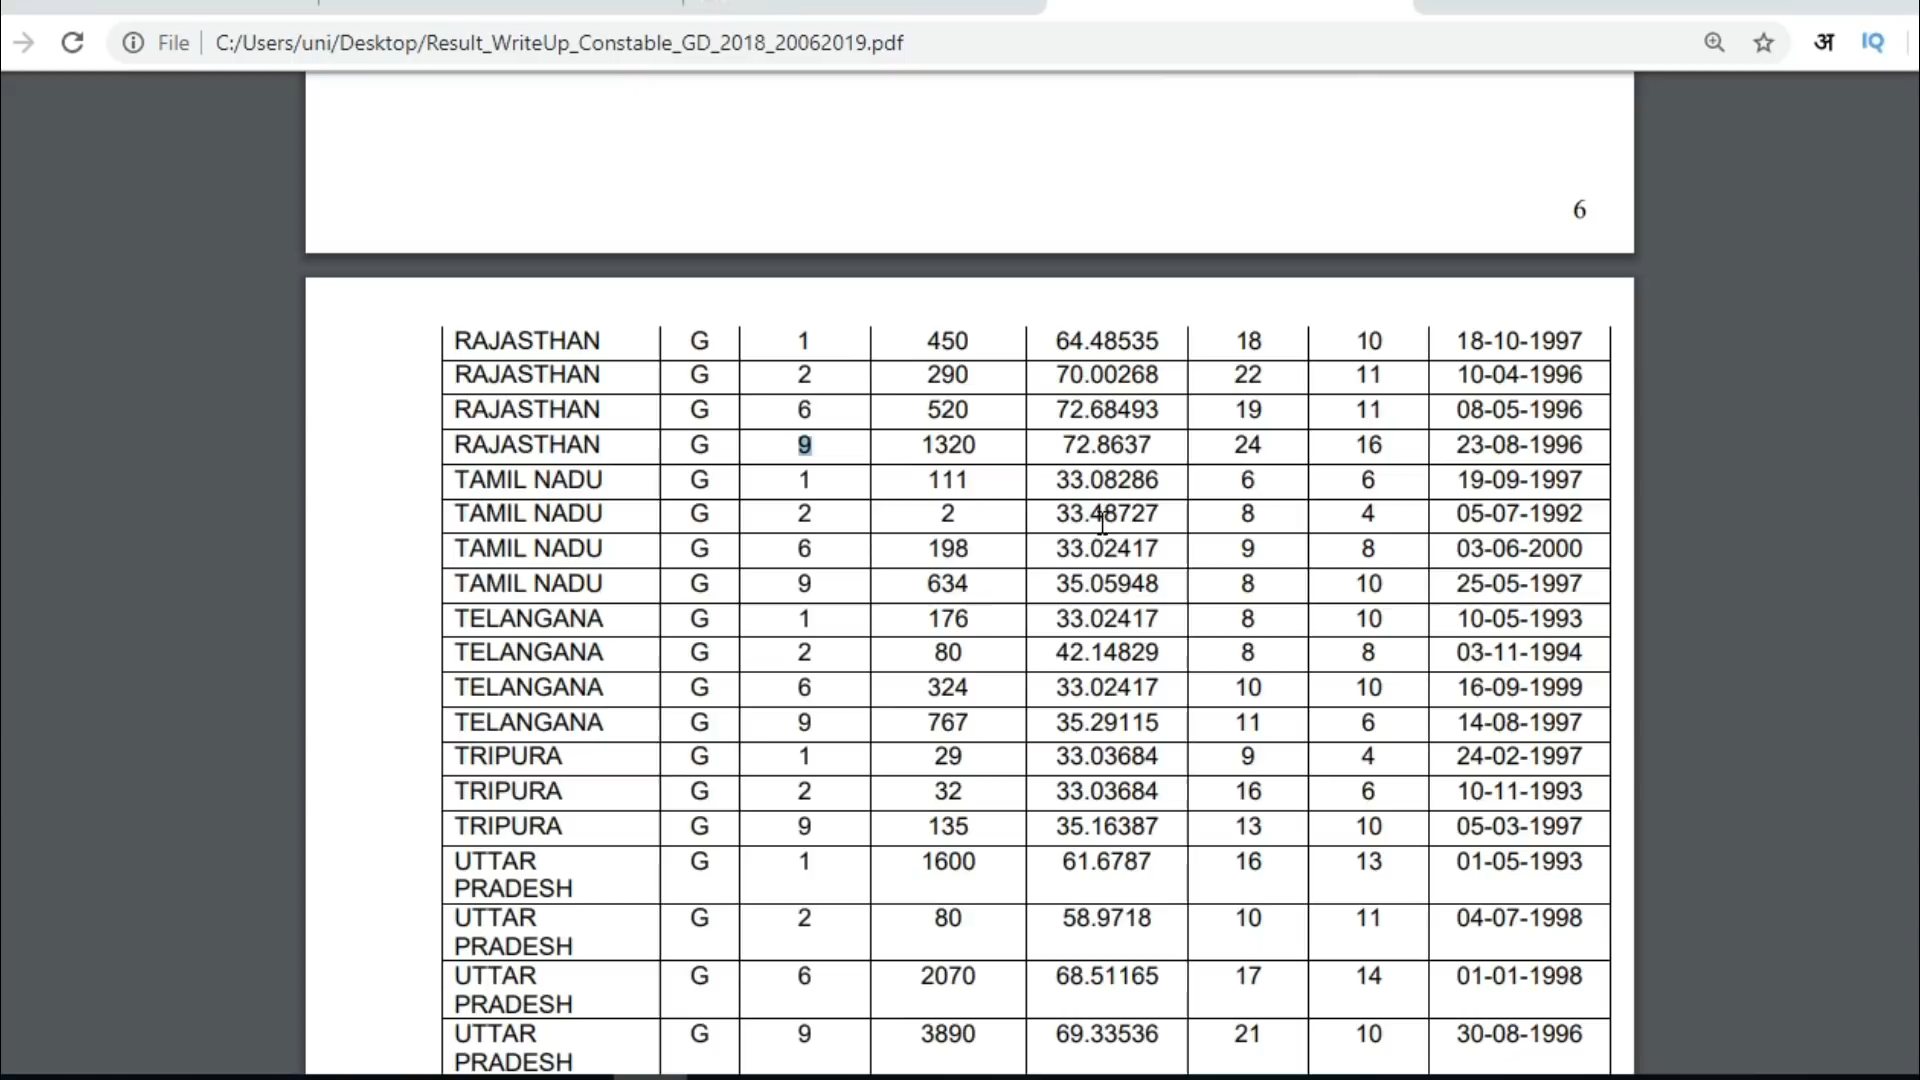 File C:/Users/uni/Desktop/Result_WriteUp_Constable_GD_2018_20062019.pdf अ IQ
6
RAJASTHAN G 1 450 64.48535 18 10 18-10-1997
RAJASTHAN G 2 290 70.00268 22 11 10-04-1996
RAJASTHAN G 6 520 72.68493 19 11 08-05-1996
RAJASTHAN G 9 1320 72.8637 24 16 23-08-1996
TAMIL NADU G 1 111 33.08286 6 6 19-09-1997
TAMIL NADU G 2 2 33.48727 8 4 05-07-1992
TAMIL NADU G 6 198 33.02417 9 8 03-06-2000
TAMIL NADU G 9 634 35.05948 8 10 25-05-1997
TELANGANA G 1 176 33.02417 8 10 10-05-1993
TELANGANA G 2 80 42.14829 8 8 03-11-1994
TELANGANA G 6 324 33.02417 10 10 16-09-1999
TELANGANA G 9 767 35.29115 11 6 14-08-1997
TRIPURA G 1 29 33.03684 9 4 24-02-1997
TRIPURA G 2 32 33.03684 16 6 10-11-1993
TRIPURA G 9 135 35.16387 13 10 05-03-1997
UTTAR G 1 1600 61.6787 16 13 01-05-1993
PRADESH
UTTAR G 2 80 58.9718 10 11 04-07-1998
PRADESH
UTTAR G 6 2070 68.51165 17 14 01-01-1998
PRADESH
UTTAR G 9 3890 69.33536 21 10 30-08-1996
PRADESH